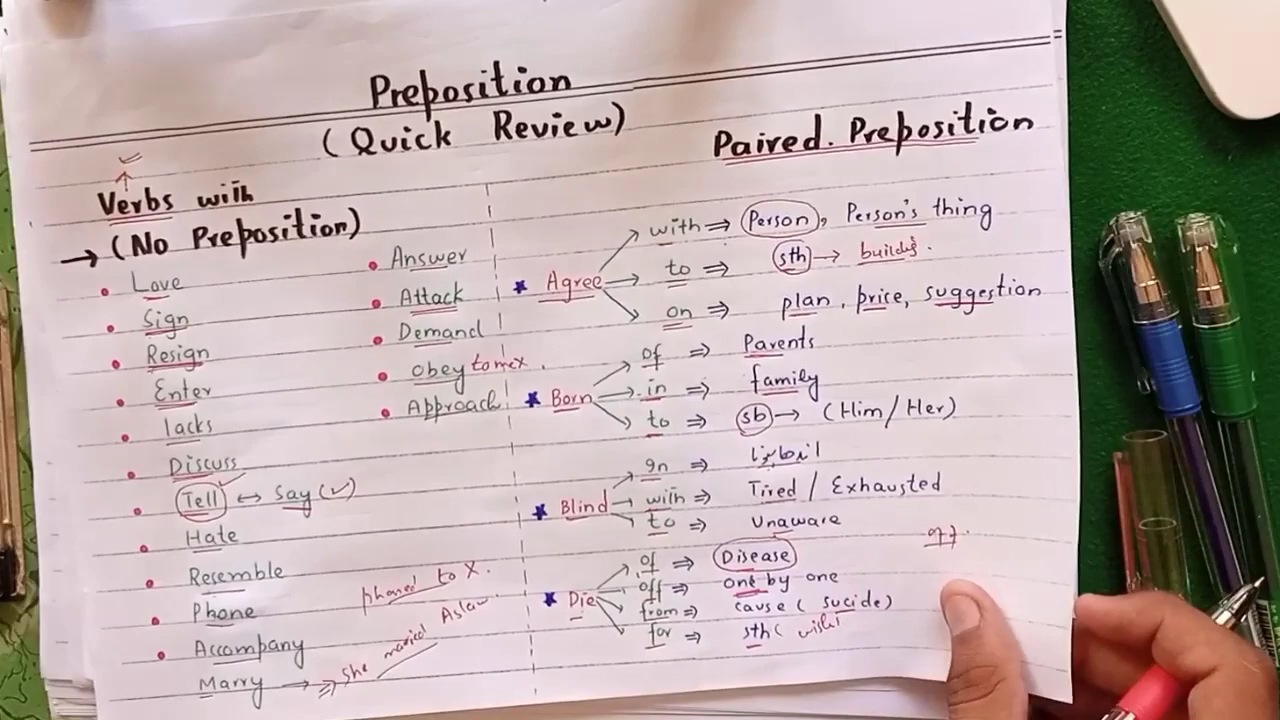 Preposition
(Quick Review)
Verbs with
→ (No Preposition)
• Love
• Sign
• Resign
• Enter
• lacks
• Discuss
• Tell ↔ Say (✓)
• Hate
• Resemble
• Phone
• Accompany
Marry → she married Aslam.
phoned to X.
• Answer
• Attack
• Demand
• obey to mex.
• Approach
Paired. Preposition
★ Agree
with ⇒ Person, Person's thing
to ⇒ sth →
on ⇒ plan, price, suggestion
★ Born
of ⇒ Parents
in ⇒ family
to ⇒ sb → (Him/Her)
★ Blind
in ⇒
with ⇒ Tired / Exhausted
to ⇒ Unaware
★ Die
of ⇒ Disease
off ⇒ one by one
from ⇒ cause (sucide)
for ⇒ sth (